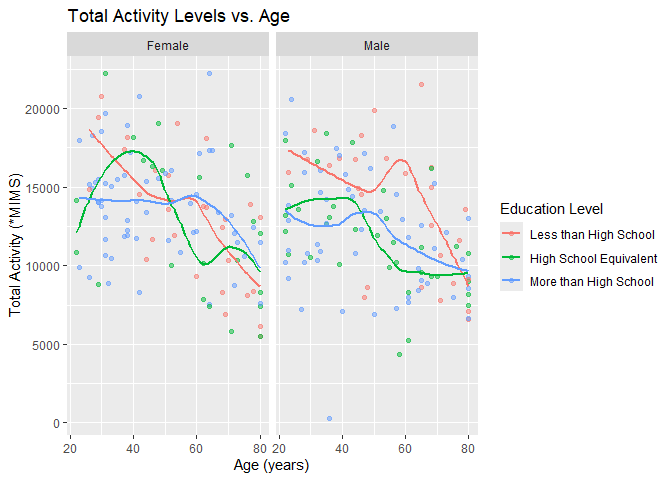 Total Activity Levels vs. Age
Female
Male
20000
15000
10000
5000
0
Total Activity (*MIMS)
20 40 60 80 20 40 60 80
Age (years)
Education Level
Less than High School
High School Equivalent
More than High School